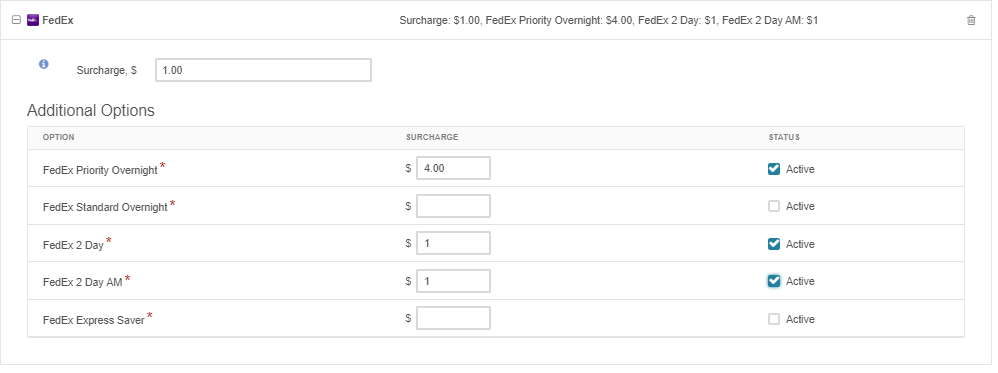 FedEx Surcharge: $1.00, FedEx Priority Overnight: $4.00, FedEx 2 Day: $1, FedEx 2 Day AM: $1
Surcharge, $ 1.00
Additional Options
OPTION SURCHARGE STATUS
FedEx Priority Overnight * $ 4.00 Active
FedEx Standard Overnight * $ Active
FedEx 2 Day * $ 1 Active
FedEx 2 Day AM * $ 1 Active
FedEx Express Saver * $ Active